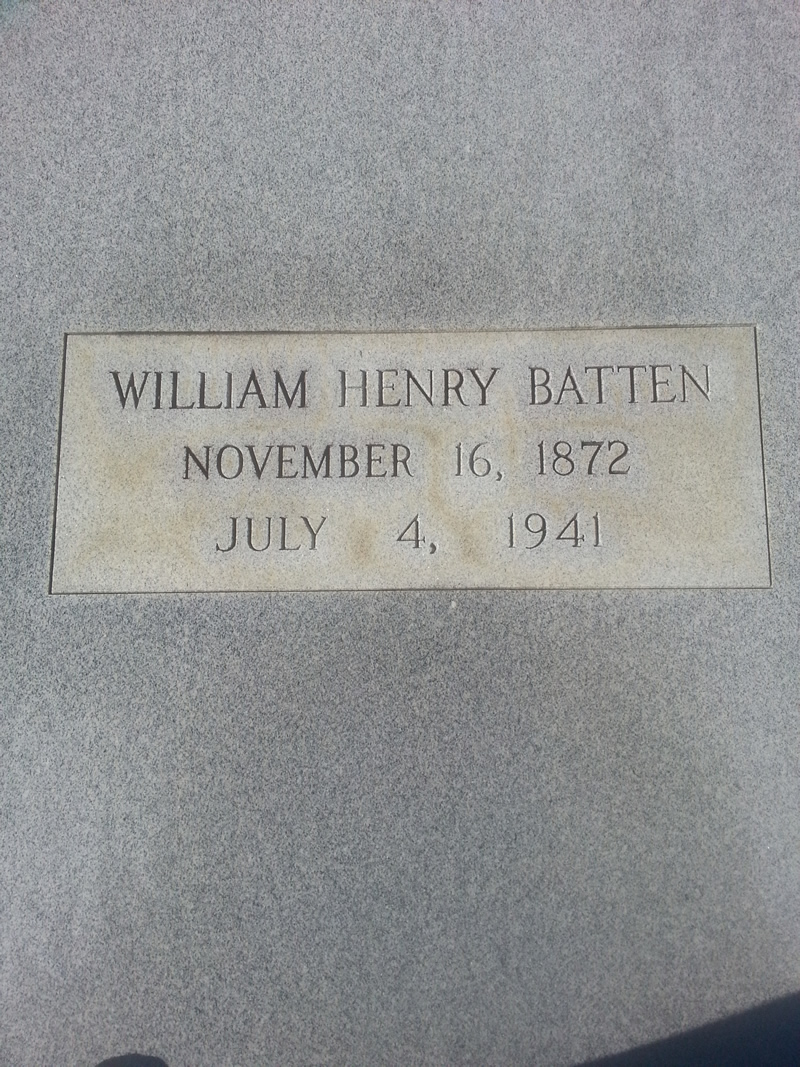 WILLIAM HENRY BATTEN
NOVEMBER 16, 1872
JULY 4, 1941